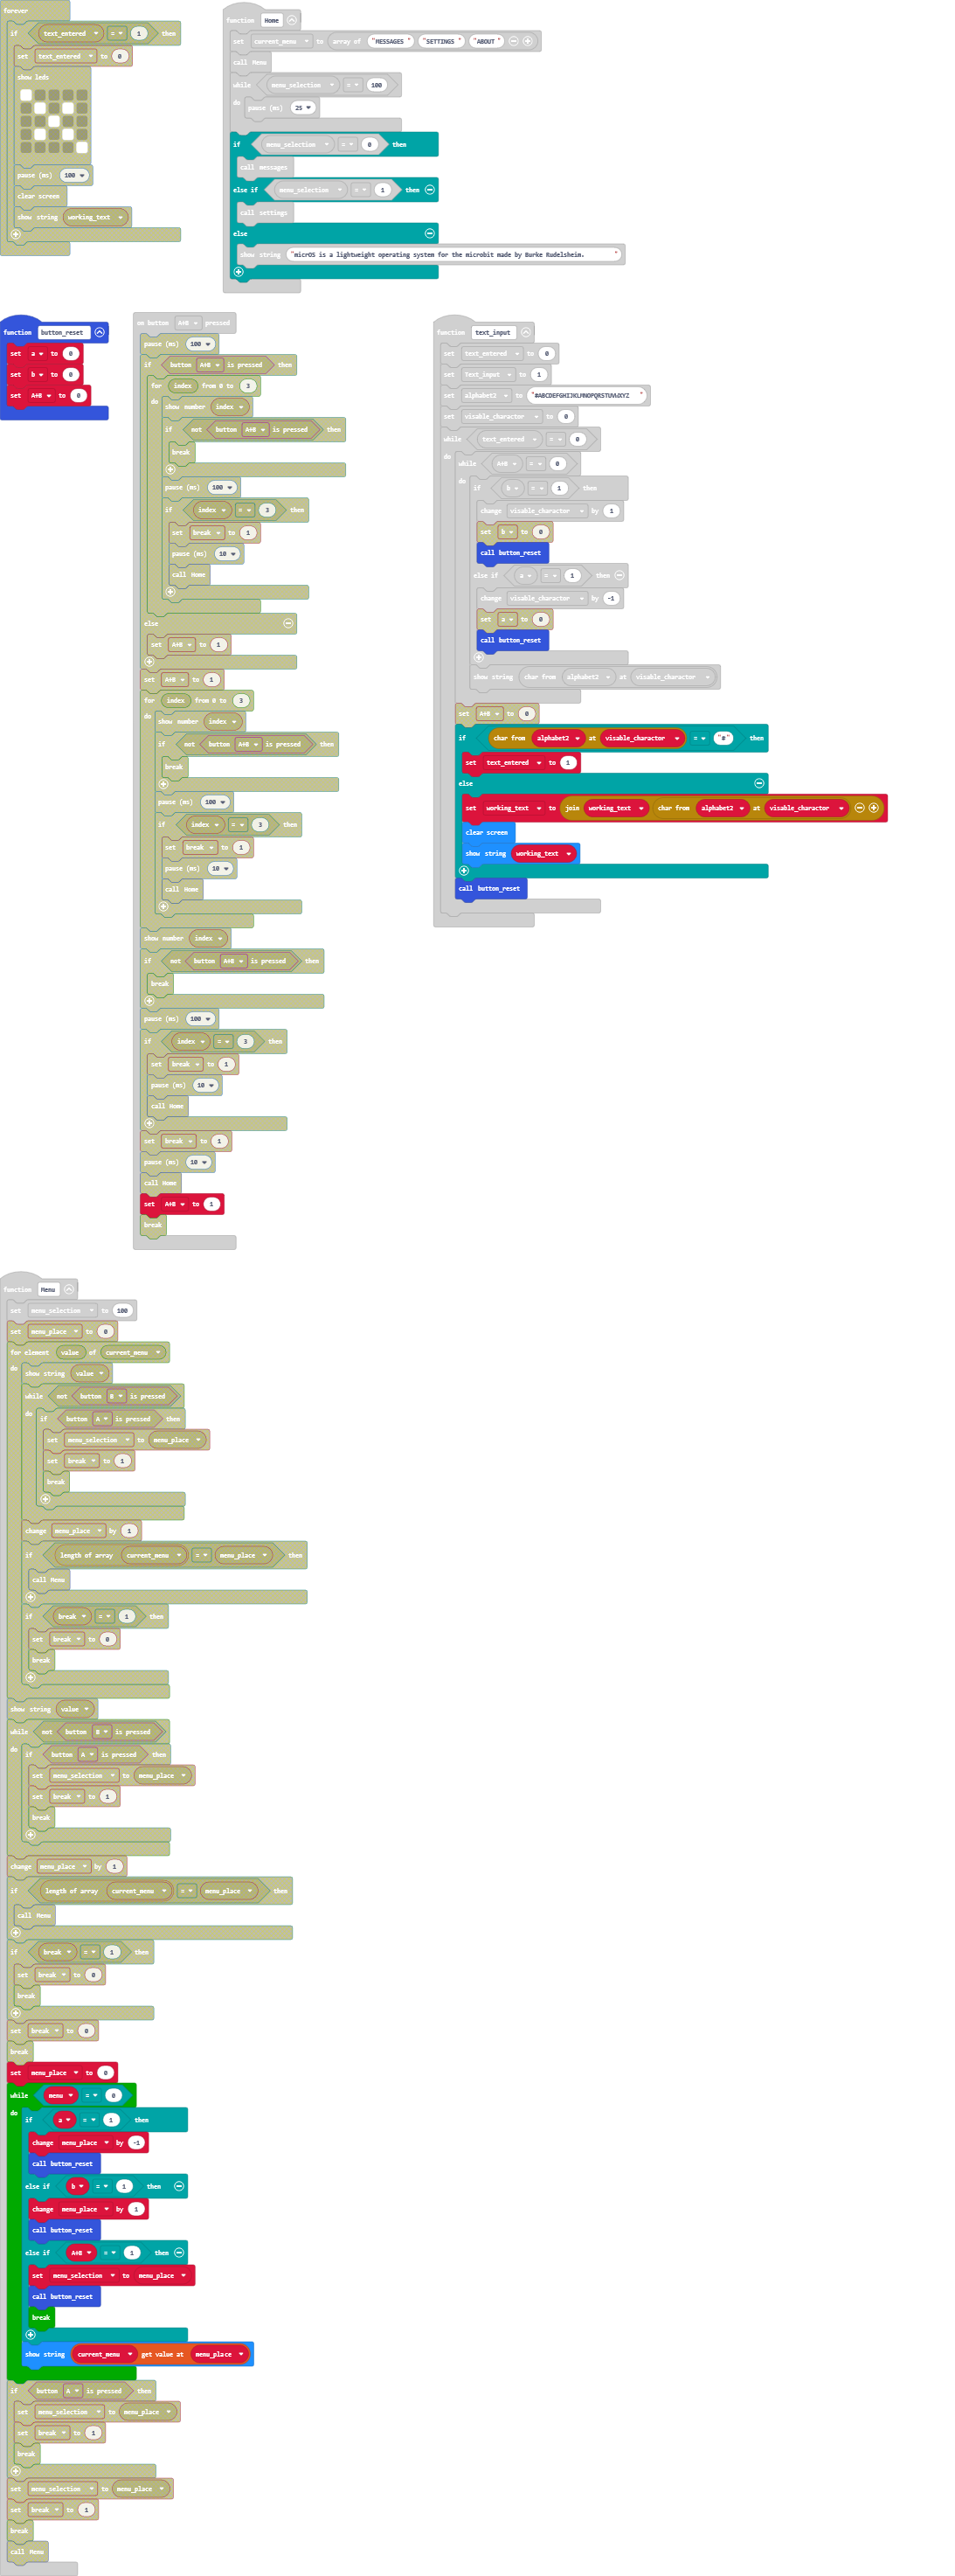 forever
if text_entered = 1 then
set text_entered to 0
show leds
pause (ms) 100
clear screen
show string working_text
function Home
set current_menu to array of "MESSAGES" "SETTINGS" "ABOUT"
call Menu
while menu_selection = 100
do pause (ms) 25
if menu_selection = 0 then
call messages
else if menu_selection = 1 then
call settings
else
show string "micrOS is a lightweight operating system for the microbit made by Burke Rudelsheim. "
function button_reset
set a to 0
set b to 0
set A+B to 0
on button A+B pressed
pause (ms) 100
if button A+B is pressed then
for index from 0 to 3
do show number index
if not button A+B is pressed then
break
pause (ms) 100
if index = 3 then
set break to 1
pause (ms) 10
call Home
else
set A+B to 1
set A+B to 1
for index from 0 to 3
do show number index
if not button A+B is pressed then
break
pause (ms) 100
if index = 3 then
set break to 1
pause (ms) 10
call Home
show number index
if not button A+B is pressed then
break
pause (ms) 100
if index = 3 then
set break to 1
pause (ms) 10
call Home
set break to 1
pause (ms) 10
call Home
set A+B to 1
break
function text_input
set text_entered to 0
set Text_input to 1
set alphabet2 to "#ABCDEFGHIJKLMNOPQRSTUVWXYZ "
set visable_character to 0
while text_entered = 0
do while A+B = 0
do if b = 1 then
change visable_character by 1
set b to 0
call button_reset
else if a = 1 then
change visable_character by -1
set a to 0
call button_reset
show string char from alphabet2 at visable_character
set A+B to 0
if char from alphabet2 at visable_character = "#" then
set text_entered to 1
else
set working_text to join working_text char from alphabet2 at visable_character
clear screen
show string working_text
call button_reset
function Menu
set menu_selection to 100
set menu_place to 0
for element value of current_menu
do show string value
while not button B is pressed
do if button A is pressed then
set menu_selection to menu_place
set break to 1
break
change menu_place by 1
if length of array current_menu = menu_place then
call Menu
if break = 1 then
set break to 0
break
show string value
while not button B is pressed
do if button A is pressed then
set menu_selection to menu_place
set break to 1
break
change menu_place by 1
if length of array current_menu = menu_place then
call Menu
if break = 1 then
set break to 0
break
set break to 0
break
set menu_place to 0
while menu = 0
do if a = 1 then
change menu_place by -1
call button_reset
else if b = 1 then
change menu_place by 1
call button_reset
else if A+B = 1 then
set menu_selection to menu_place
call button_reset
break
show string current_menu get value at menu_place
if button A is pressed then
set menu_selection to menu_place
set break to 1
break
set menu_selection to menu_place
set break to 1
break
call Menu